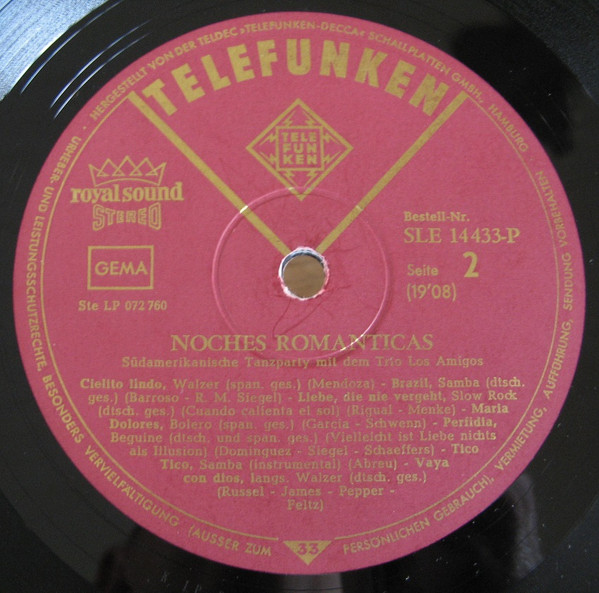 HERGESTELLT VON DER TELDEC »TELEFUNKEN-DECCA« SCHALLPLATTEN GMBH., HAMBURG -
TELEFUNKEN
TELE
FUN
KEN
royal sound
STEREO
GEMA
Ste LP 072 760
Bestell-Nr.
SLE 14 433-P
Seite 2
(19'08)
NOCHES ROMANTICAS
Südamerikanische Tanzparty mit dem Trio Los Amigos
Cielito lindo, Walzer (span. ges.) (Mendoza) - Brazil, Samba (dtsch.
ges.) (Barroso - R. M. Siegel) - Liebe, die nie vergeht, Slow Rock
(dtsch. ges.) (Cuando calienta el sol) (Rigual - Menke) - Maria
Dolores, Bolero (span. ges.) (Garcia - Schwenn) - Perfidia,
Beguine (dtsch. und span. ges.) (Vielleicht ist Liebe nichts
als Illusion) (Dominguez - Siegel - Schaeffers) - Tico
Tico, Samba (instrumental) (Abreu) - Vaya
con dios, langs. Walzer (dtsch. ges.)
(Russel - James - Pepper -
Peltz)
33
URHEBER- UND LEISTUNGSSCHUTZRECHTE, BESONDERS VERVIELFÄLTIGUNG (AUSSER ZUM PERSÖNLICHEN GEBRAUCH), VERMIETUNG, AUFFÜHRUNG, SENDUNG VORBEHALTEN -